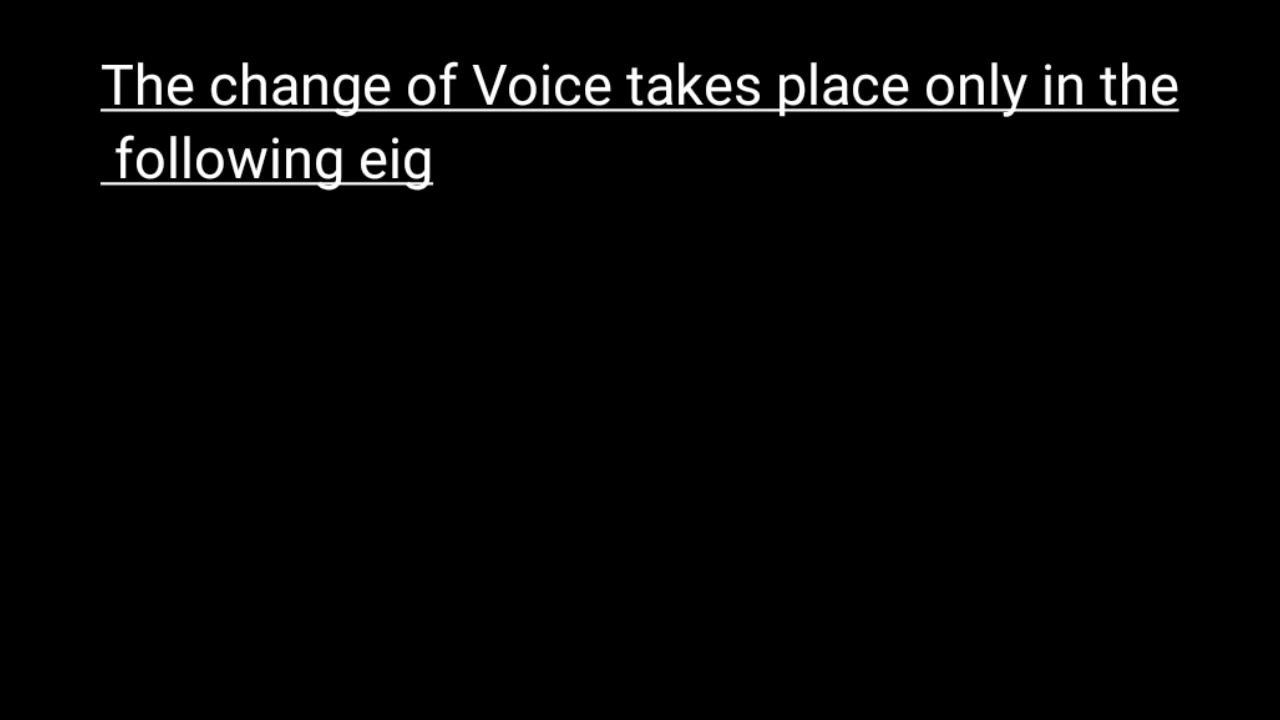 The change of Voice takes place only in the
following eig